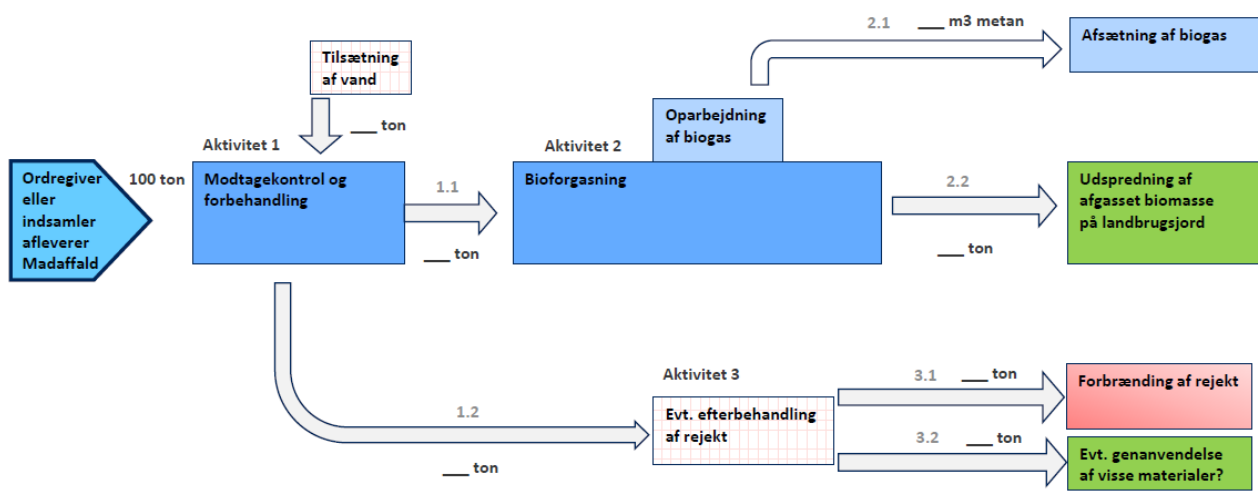 2.1 ___ m3 metan
Afsætning af biogas
Tilsætning
af vand
___ ton
Oparbejdning
af biogas
Aktivitet 1
Aktivitet 2
Ordregiver
eller
indsamler
afleverer
Madaffald
100 ton
Modtagekontrol og
forbehandling
1.1
___ ton
Bioforgasning
2.2
___ ton
Udspredning af
afgasset biomasse
på landbrugsjord
Aktivitet 3
1.2
___ ton
Evt. efterbehandling
af rejekt
3.1 ___ ton
Forbrænding af rejekt
3.2 ___ ton
Evt. genanvendelse
af visse materialer?